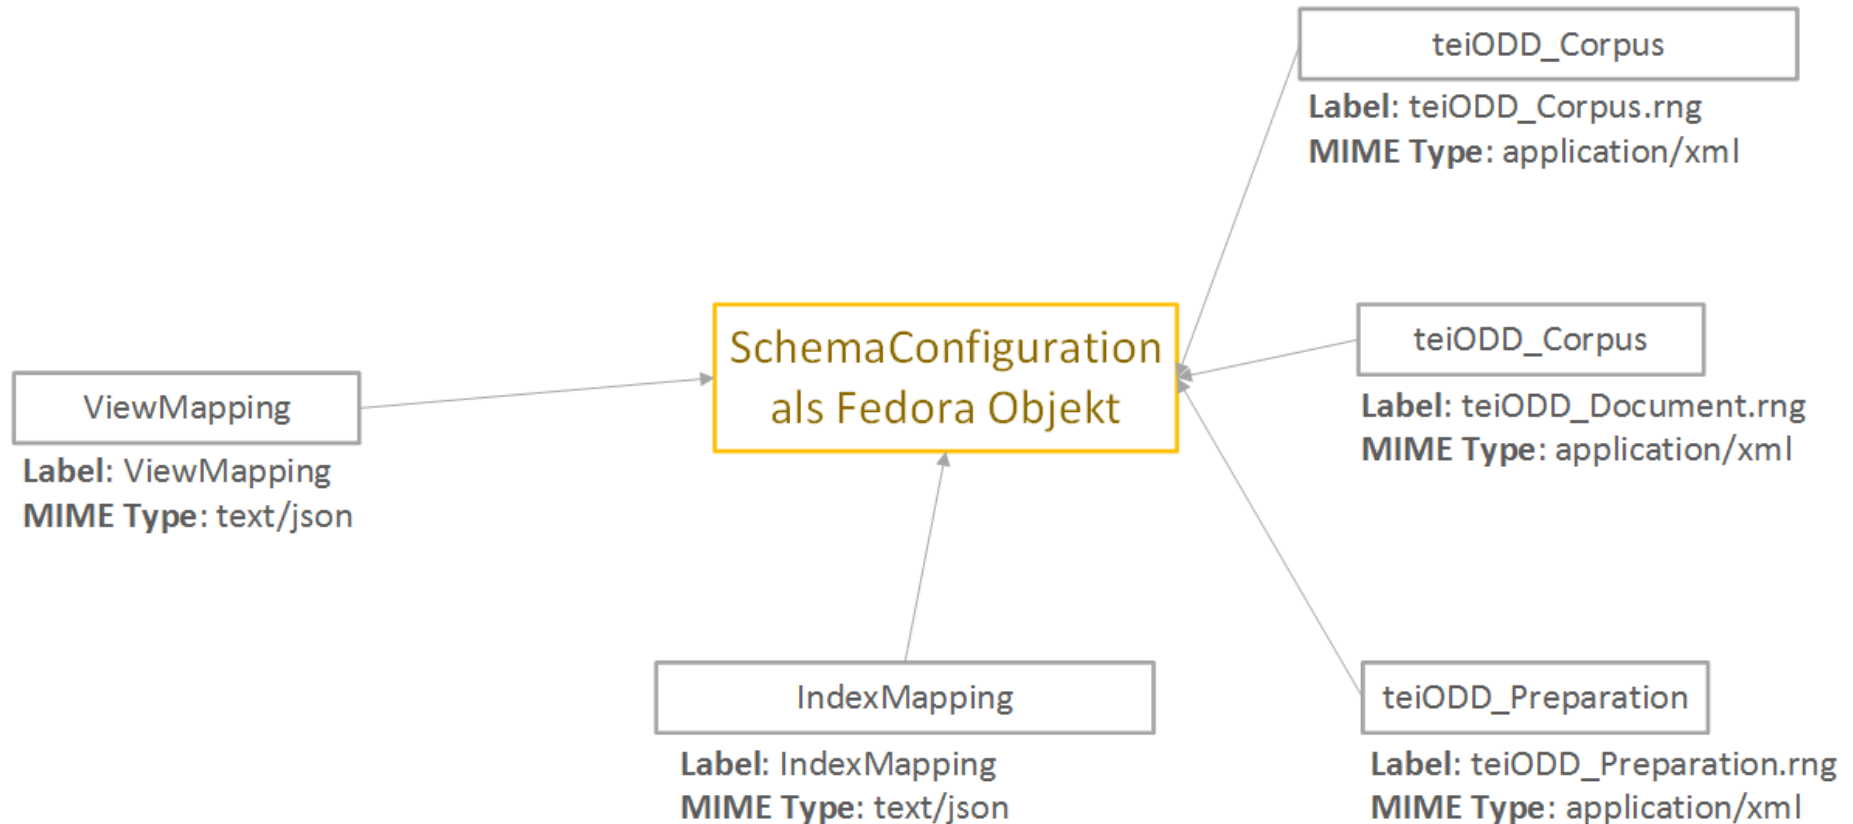 teiODD_Corpus
Label: teiODD_Corpus.rng
MIME Type: application/xml
SchemaConfiguration
als Fedora Objekt
teiODD_Corpus
Label: teiODD_Document.rng
MIME Type: application/xml
ViewMapping
Label: ViewMapping
MIME Type: text/json
IndexMapping
Label: IndexMapping
MIME Type: text/json
teiODD_Preparation
Label: teiODD_Preparation.rng
MIME Type: application/xml